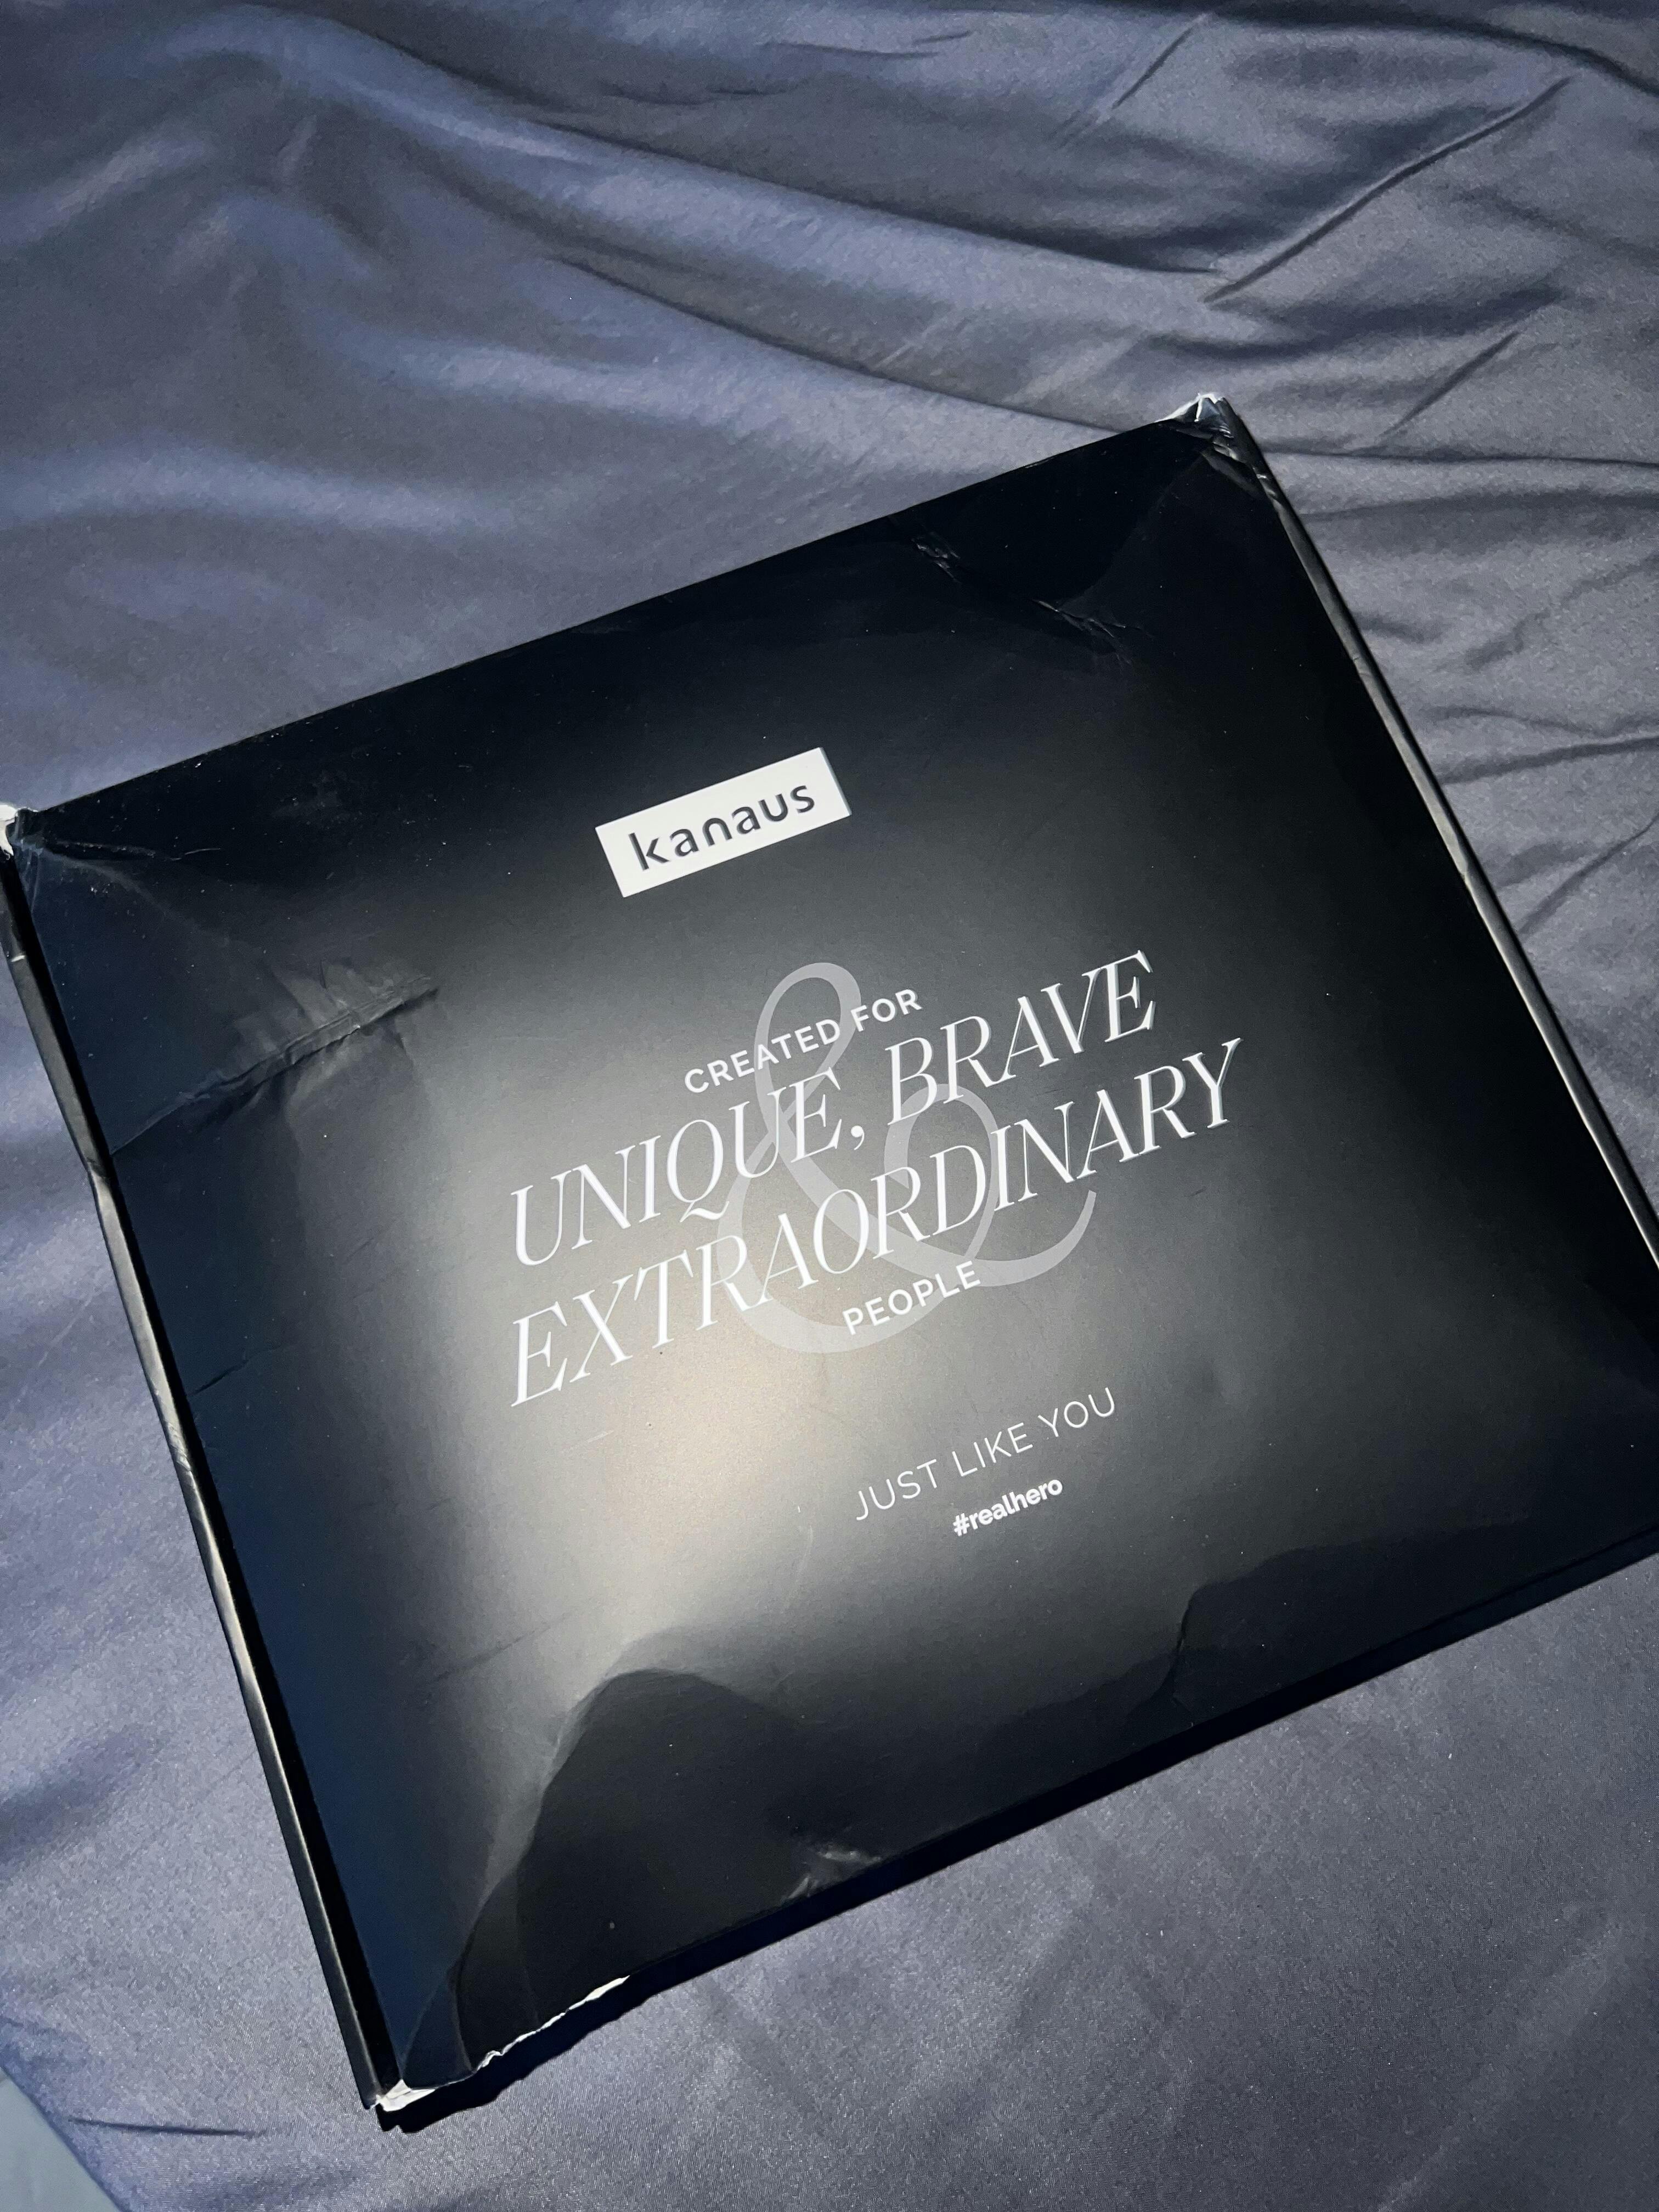 kanaus
CREATED FOR
UNIQUE, BRAVE
&
EXTRAORDINARY
PEOPLE
JUST LIKE YOU
#realhero